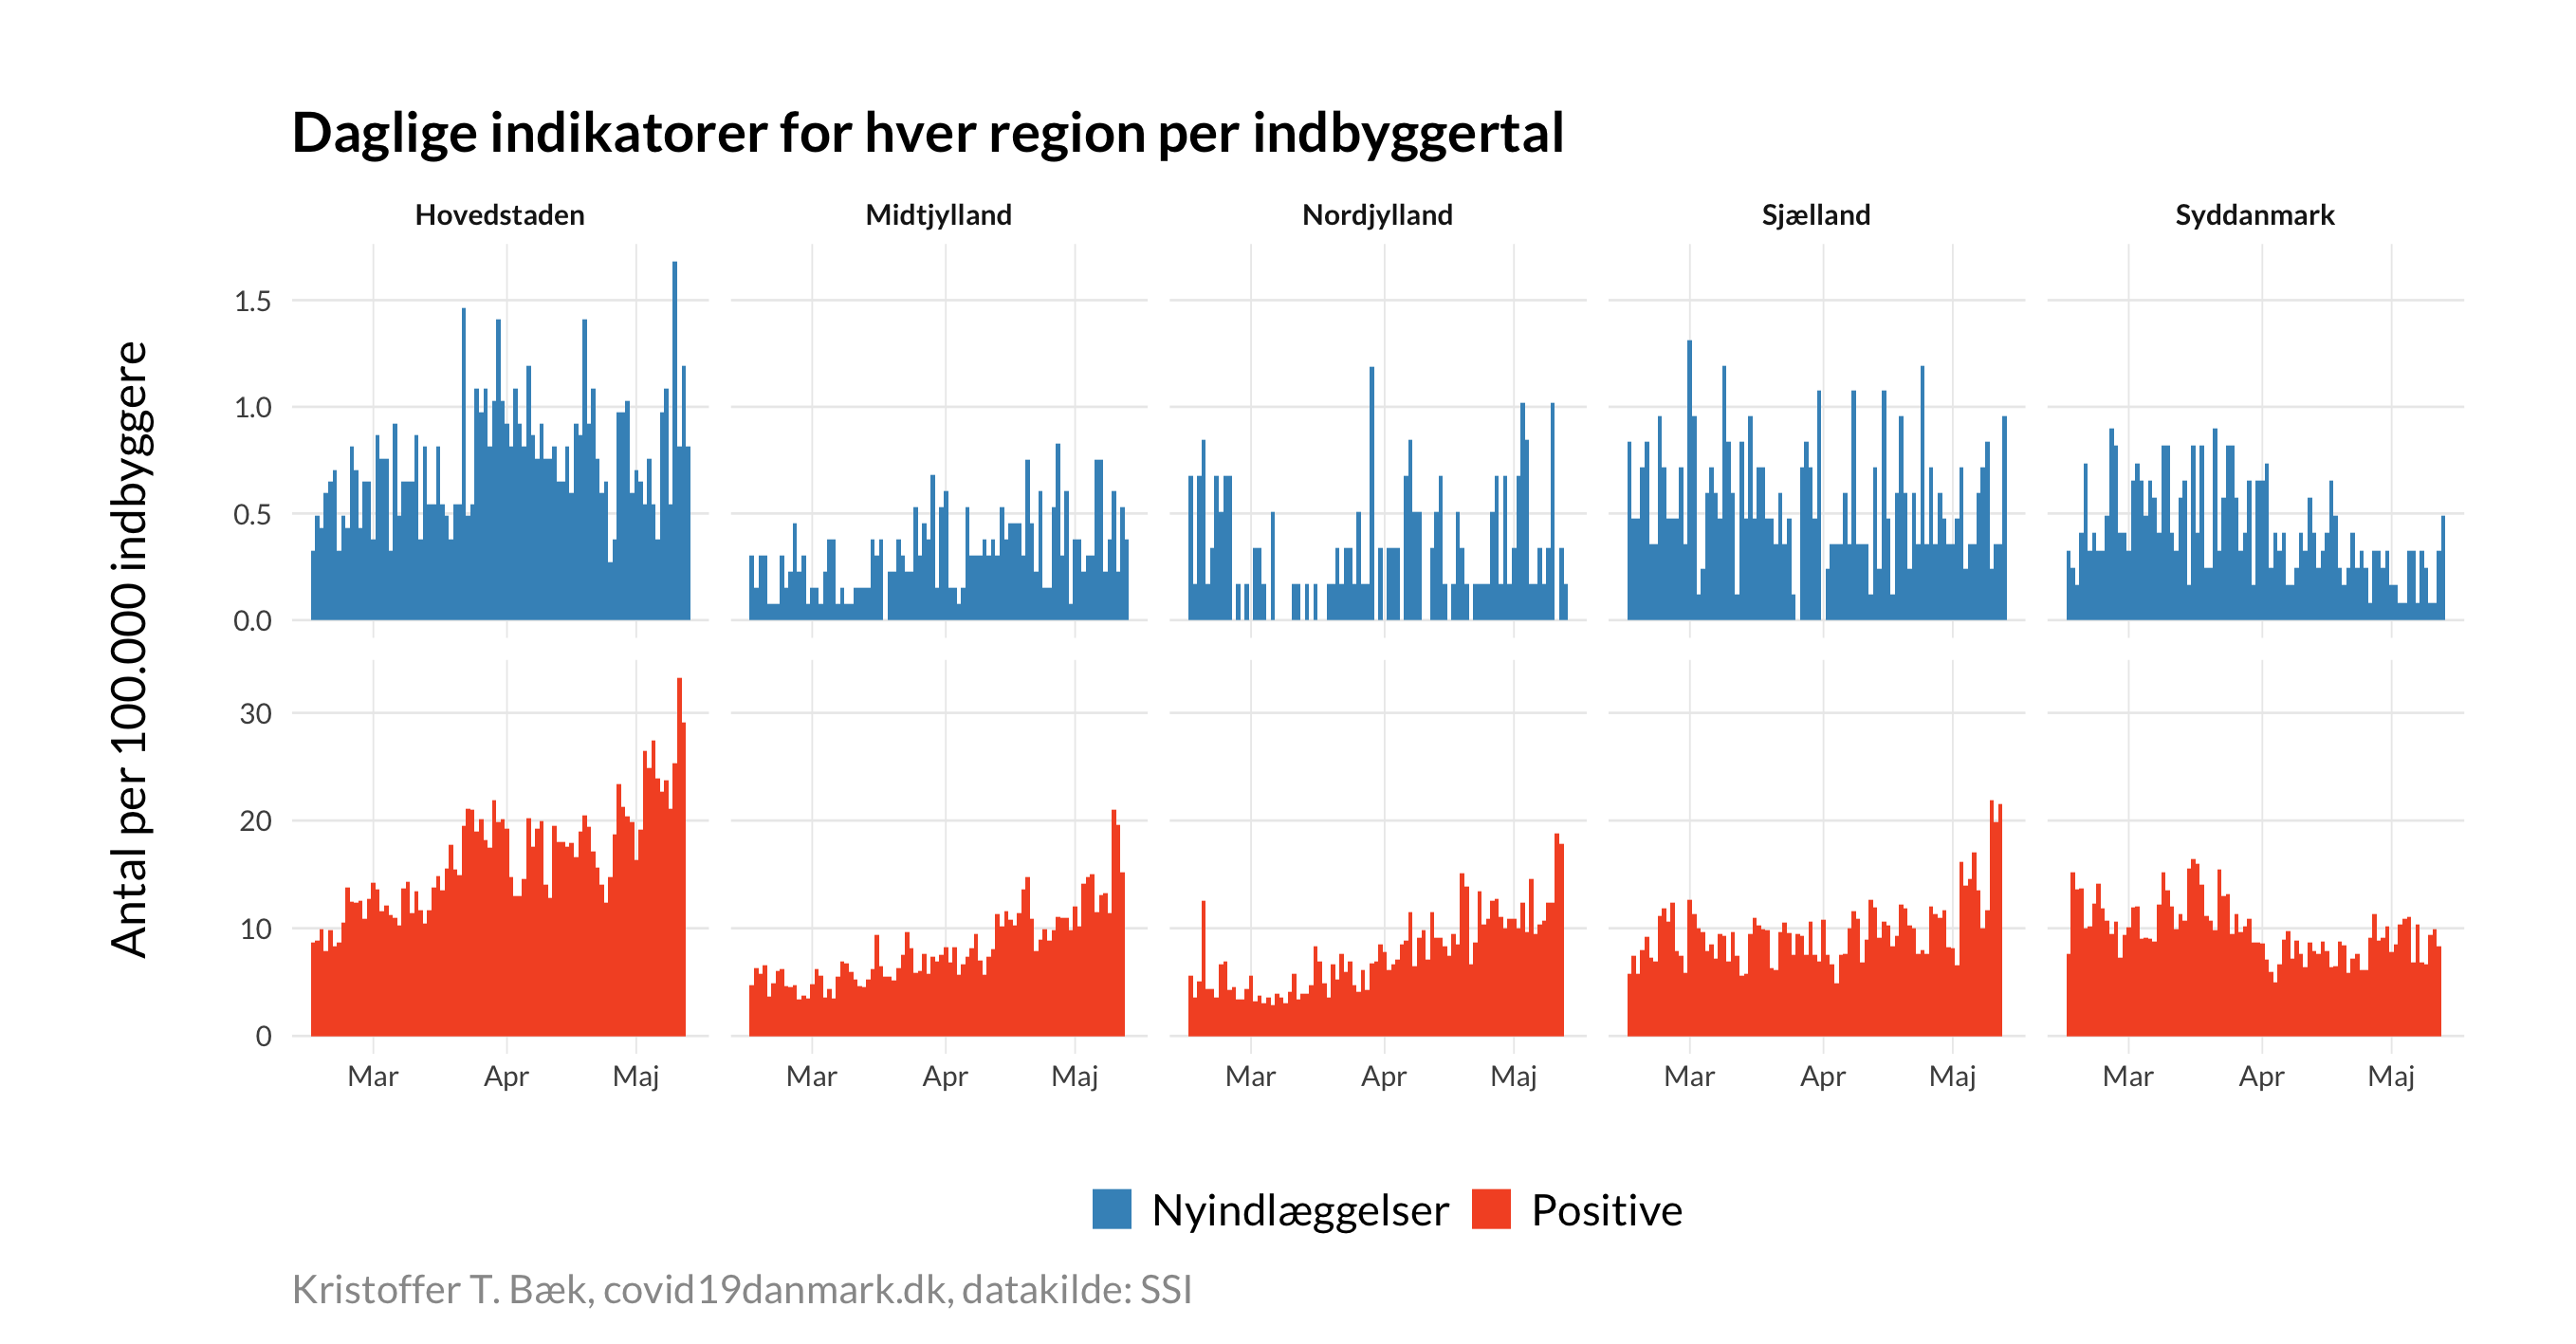 Daglige indikatorer for hver region per indbyggertal
Hovedstaden Midtjylland Nordjylland Sjælland Syddanmark
Antal per 100.000 indbyggere
1.5
1.0
0.5
0.0
30
20
10
0
Mar Apr Maj Mar Apr Maj Mar Apr Maj Mar Apr Maj Mar Apr Maj
Nyindlæggelser Positive
Kristoffer T. Bæk, covid19danmark.dk, datakilde: SSI